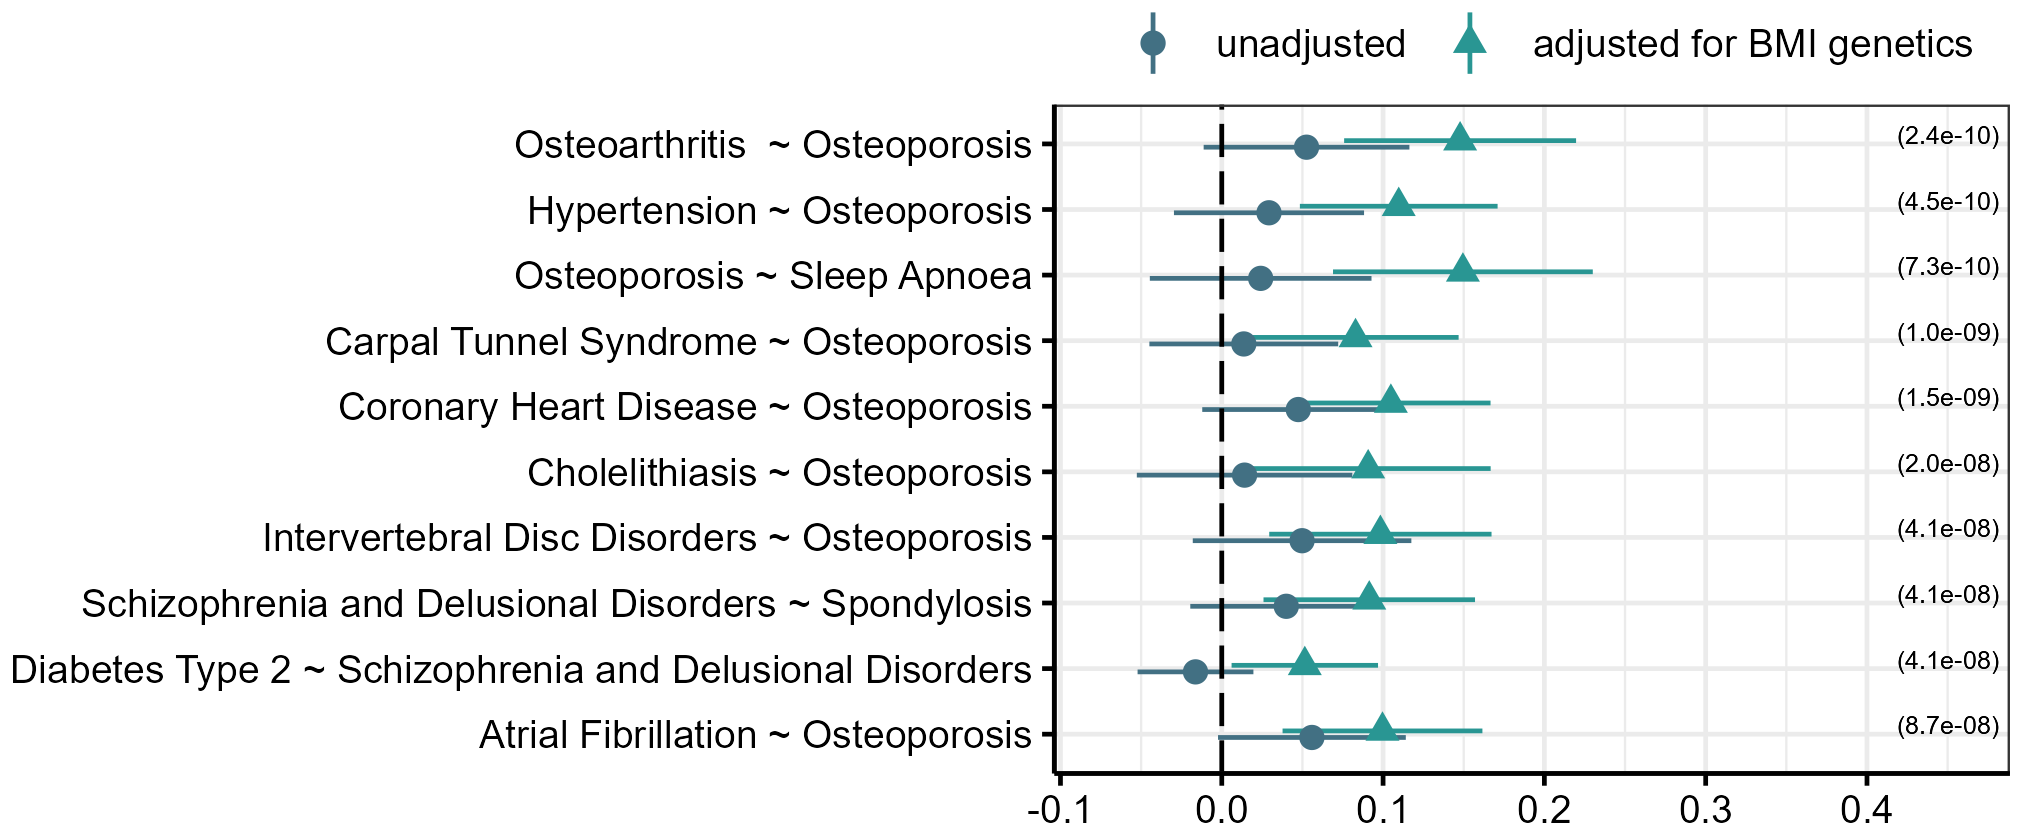 unadjusted adjusted for BMI genetics
Osteoarthritis ~ Osteoporosis (2.4e-10)
Hypertension ~ Osteoporosis (4.5e-10)
Osteoporosis ~ Sleep Apnoea (7.3e-10)
Carpal Tunnel Syndrome ~ Osteoporosis (1.0e-09)
Coronary Heart Disease ~ Osteoporosis (1.5e-09)
Cholelithiasis ~ Osteoporosis (2.0e-08)
Intervertebral Disc Disorders ~ Osteoporosis (4.1e-08)
Schizophrenia and Delusional Disorders ~ Spondylosis (4.1e-08)
Diabetes Type 2 ~ Schizophrenia and Delusional Disorders (4.1e-08)
Atrial Fibrillation ~ Osteoporosis (8.7e-08)
-0.1 0.0 0.1 0.2 0.3 0.4